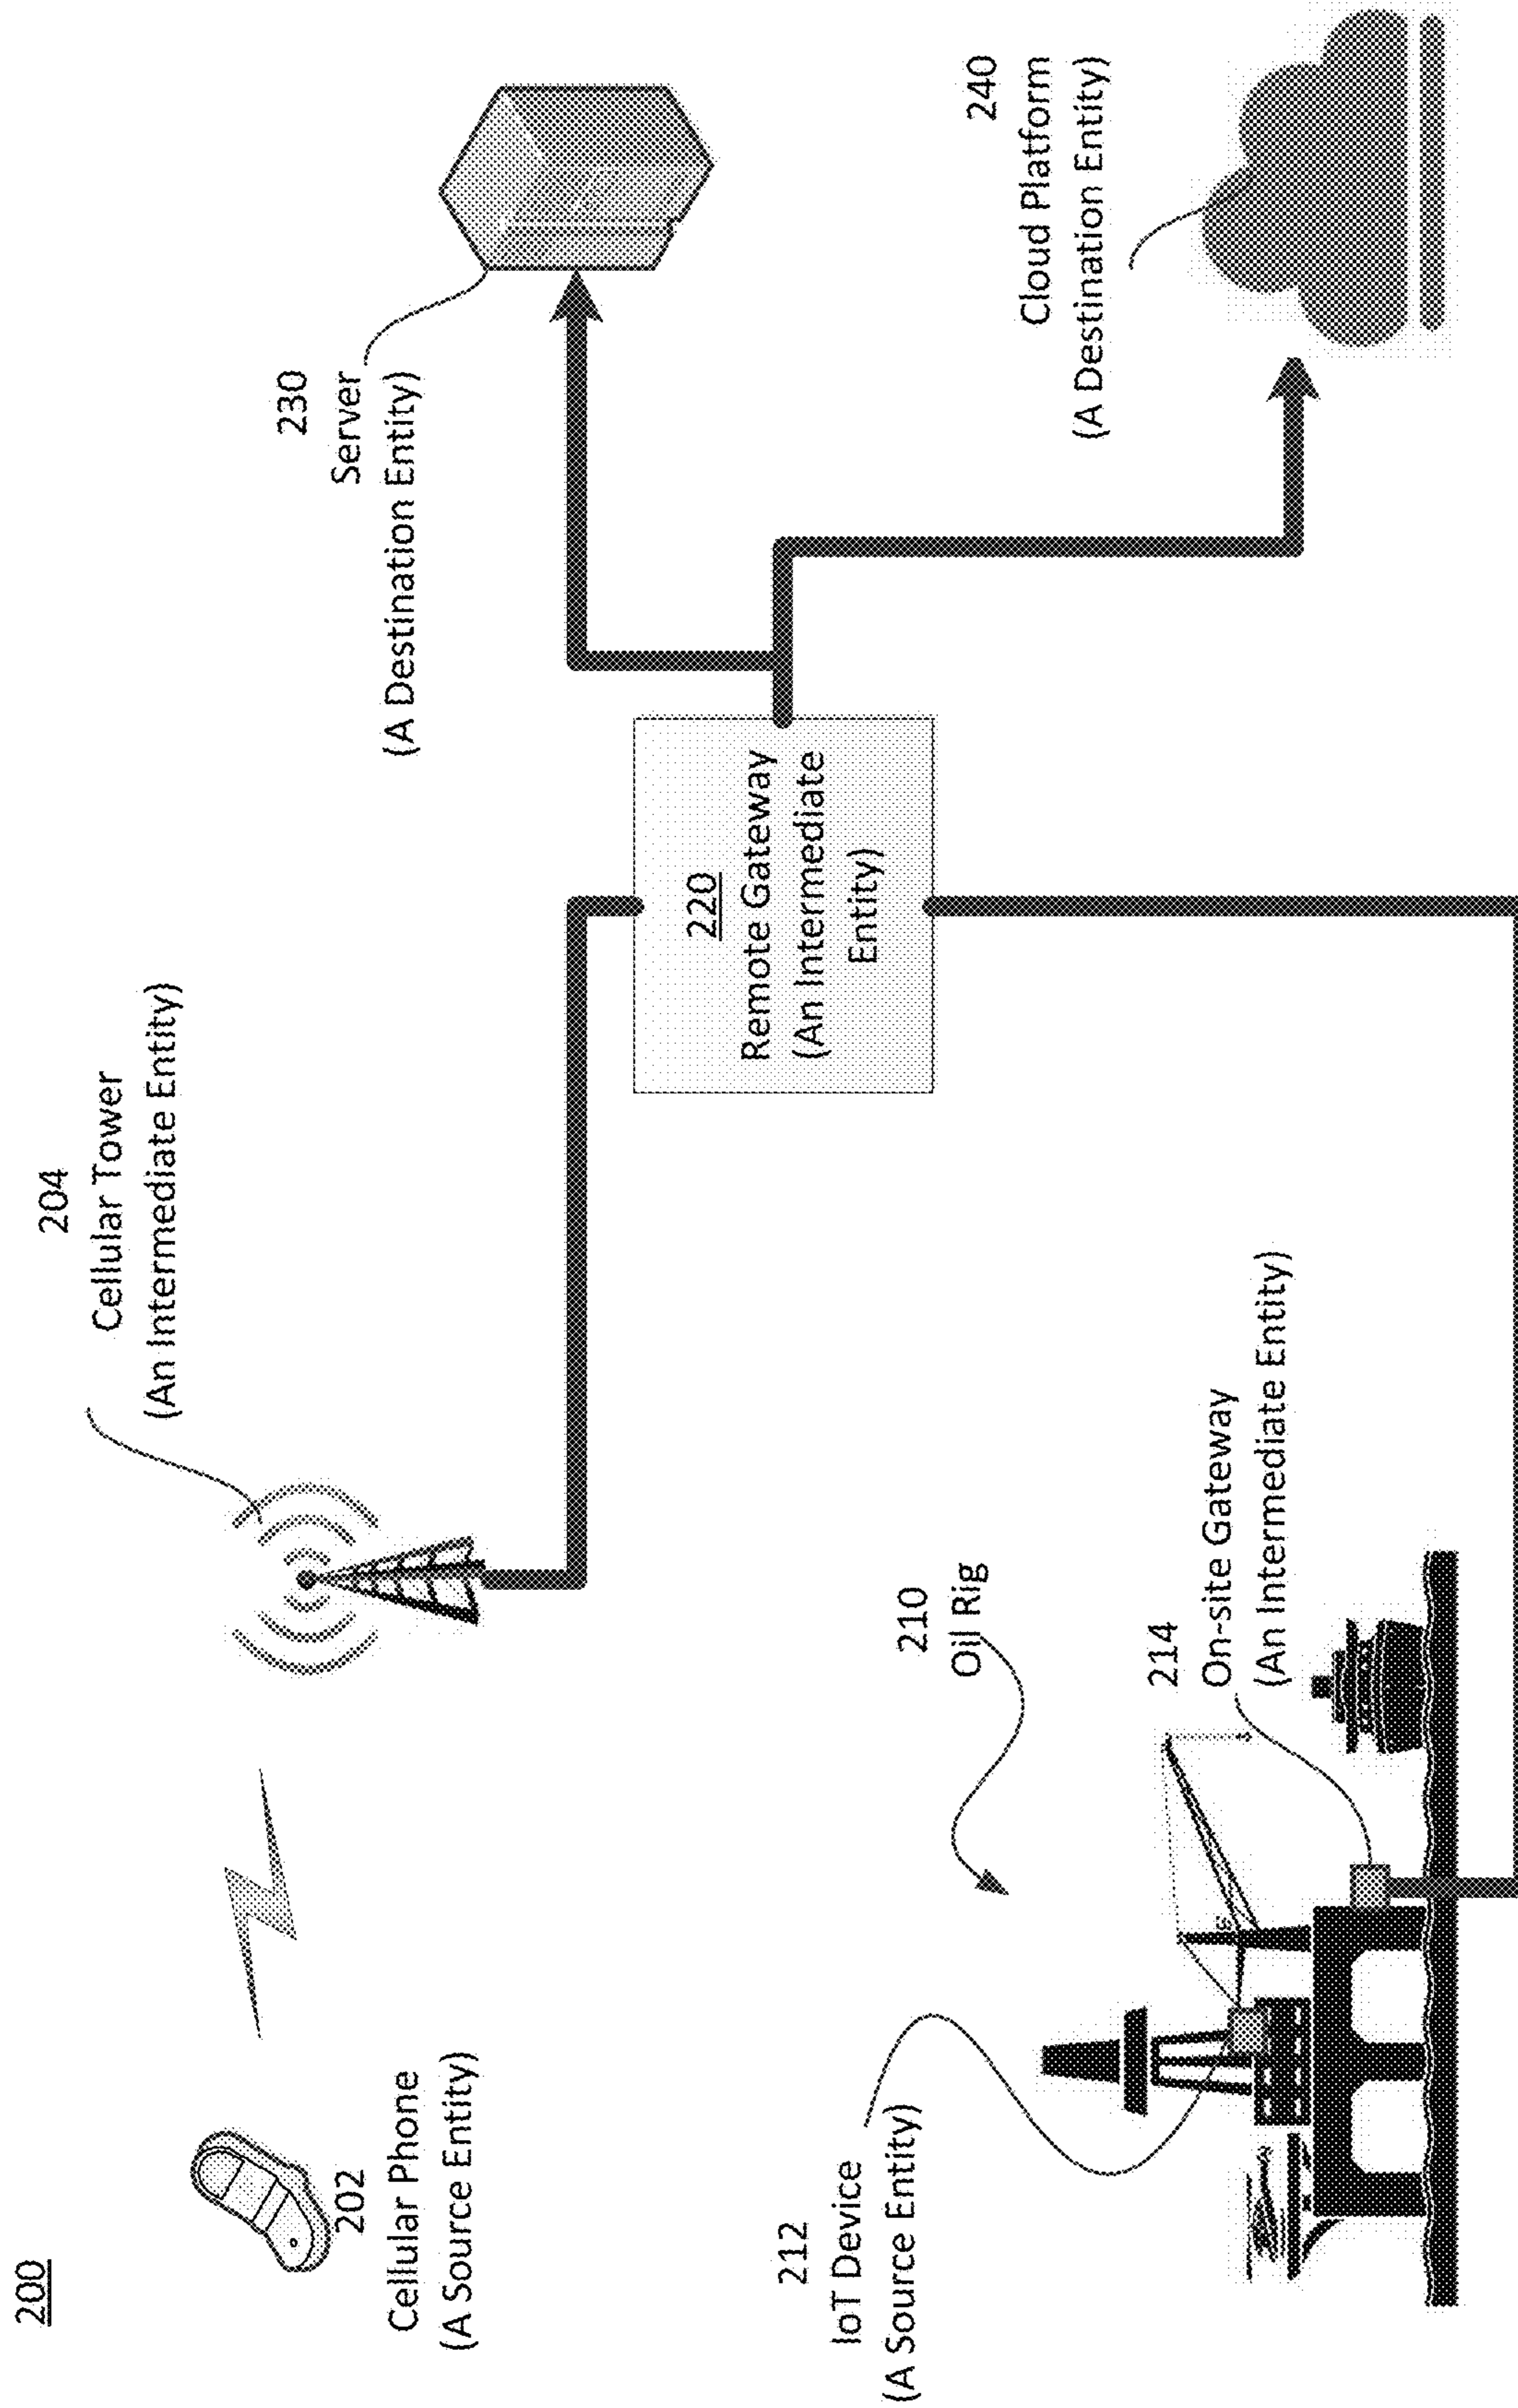 200
202
Cellular Phone
(A Source Entity)
204
Cellular Tower
(An Intermediate Entity)
230
Server
(A Destination Entity)
220
Remote Gateway
(An Intermediate
Entity)
240
Cloud Platform
(A Destination Entity)
212
IoT Device
(A Source Entity)
210
Oil Rig
214
On-site Gateway
(An Intermediate Entity)